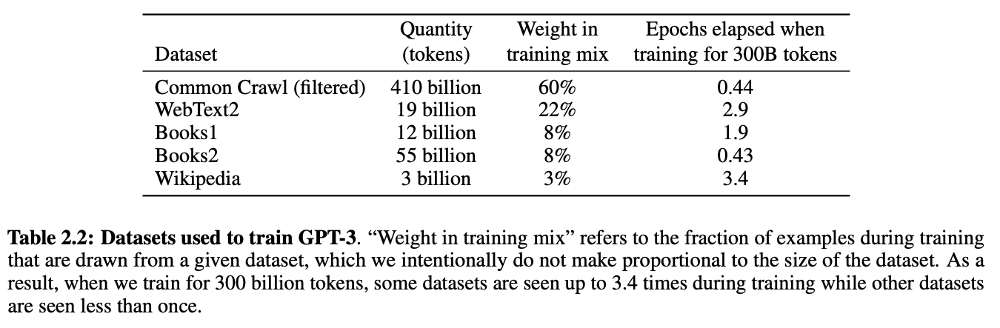 Quantity Weight in Epochs elapsed when
Dataset (tokens) training mix training for 300B tokens
Common Crawl (filtered) 410 billion 60% 0.44
WebText2 19 billion 22% 2.9
Books1 12 billion 8% 1.9
Books2 55 billion 8% 0.43
Wikipedia 3 billion 3% 3.4
Table 2.2: Datasets used to train GPT-3. “Weight in training mix” refers to the fraction of examples during training
that are drawn from a given dataset, which we intentionally do not make proportional to the size of the dataset. As a
result, when we train for 300 billion tokens, some datasets are seen up to 3.4 times during training while other datasets
are seen less than once.